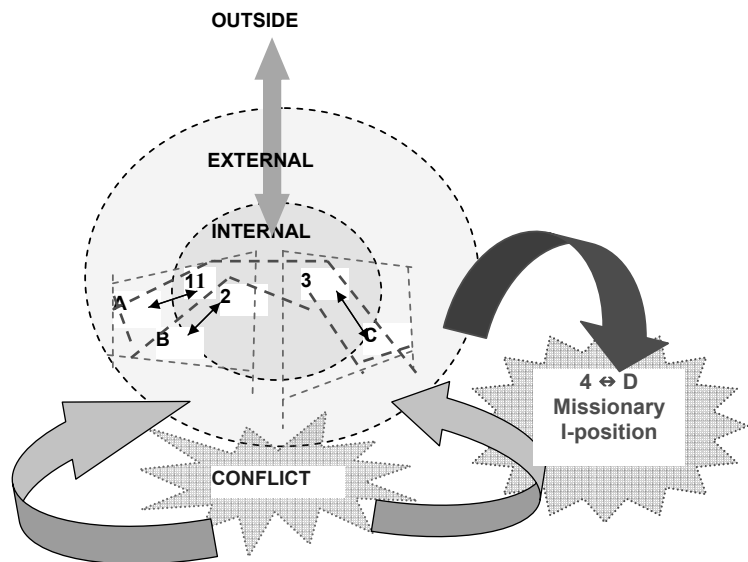 OUTSIDE
EXTERNAL
INTERNAL
11
3
A
2
B
C
4 ⇔ D
Missionary
I-position
CONFLICT